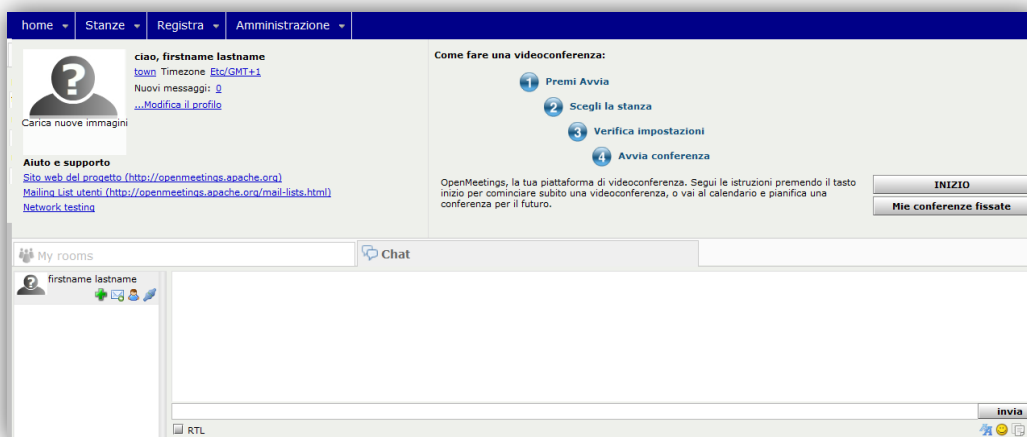 home Stanze Registra Amministrazione
ciao, firstname lastname
town Timezone Etc/GMT+1
Nuovi messaggi: 0
...Modifica il profilo
Carica nuove immagini
Aiuto e supporto
Sito web del progetto (http://openmeetings.apache.org)
Mailing List utenti (http://openmeetings.apache.org/mail-lists.html)
Network testing
Come fare una videoconferenza:
1 Premi Avvia
2 Scegli la stanza
3 Verifica impostazioni
4 Avvia conferenza
OpenMeetings, la tua piattaforma di videoconferenza. Segui le istruzioni premendo il tasto
inizio per cominciare subito una videoconferenza, o vai al calendario e pianifica una
conferenza per il futuro.
INIZIO
Mie conferenze fissate
My rooms
Chat
firstname lastname
invia
RTL